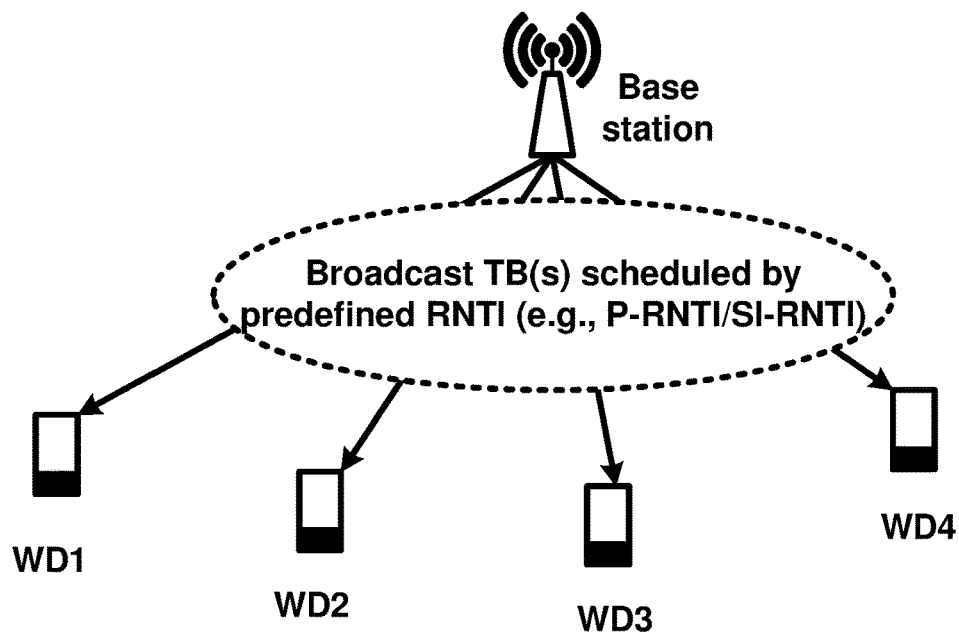 Base
station
Broadcast TB(s) scheduled by
predefined RNTI (e.g., P-RNTI/SI-RNTI)
WD1
WD2
WD3
WD4